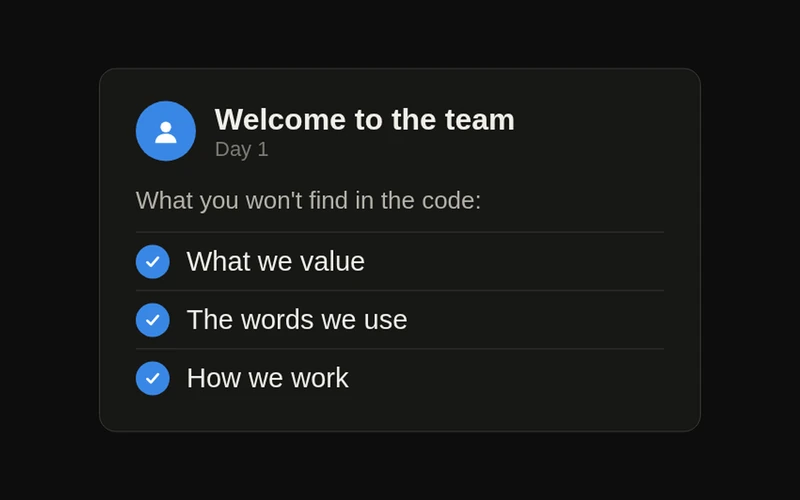 Welcome to the team
Day 1
What you won't find in the code:
What we value
The words we use
How we work